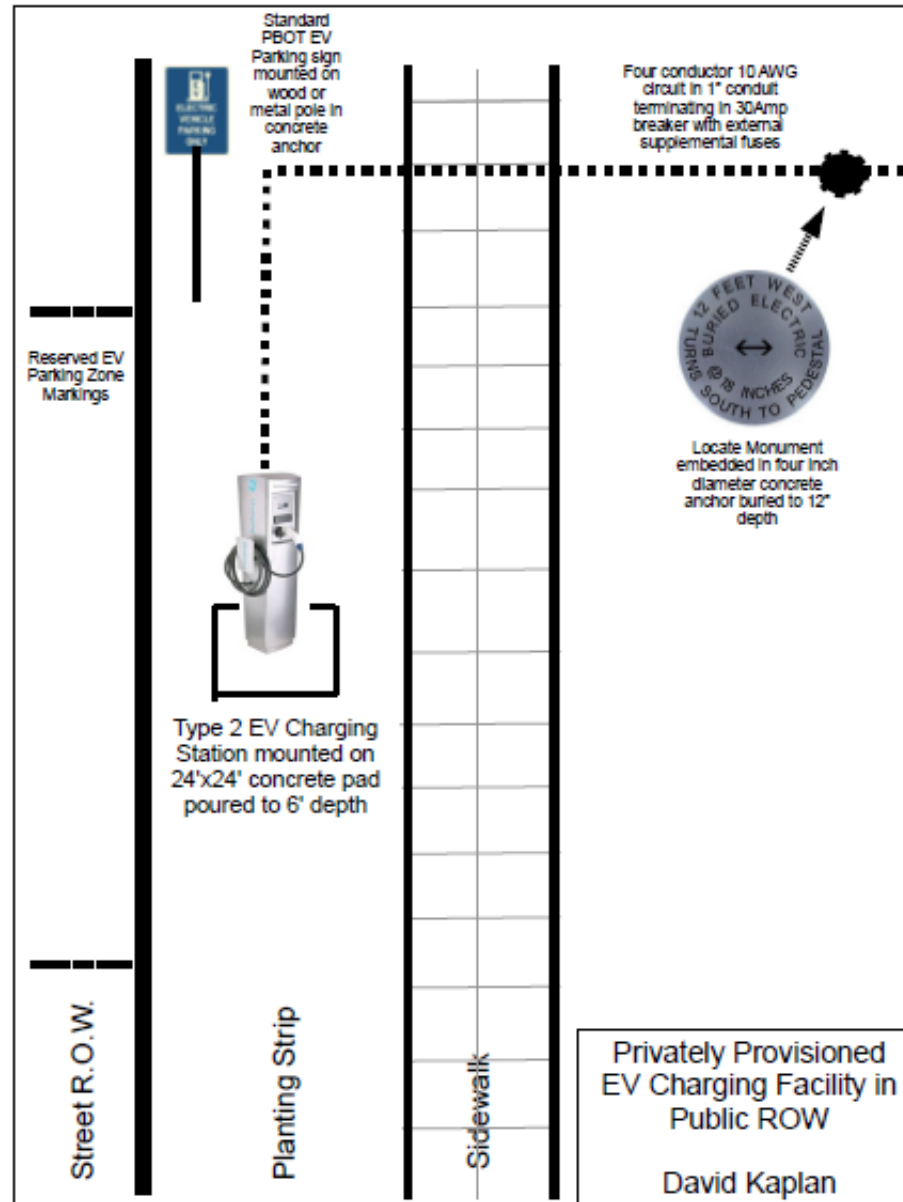 Standard
PBOT EV
Parking sign
mounted on
wood or
metal pole in
concrete
anchor
ELECTRIC
VEHICLE
PARKING
ONLY
Four conductor 10 AWG
circuit in 1" conduit
terminating in 30Amp
breaker with external
supplemental fuses
Reserved EV
Parking Zone
Markings
TURNS 12 FEET WEST
BURIED ELECTRIC
@ 18 INCHES
SOUTH TO PEDESTAL
Locate Monument
embedded in four inch
diameter concrete
anchor buried to 12"
depth
Type 2 EV Charging
Station mounted on
24'x24' concrete pad
poured to 6' depth
Street R.O.W.
Planting Strip
Sidewalk
Privately Provisioned
EV Charging Facility in
Public ROW
David Kaplan